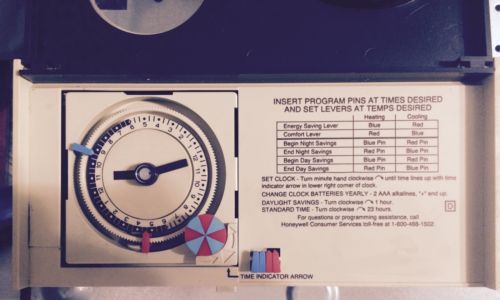 INSERT PROGRAM PINS AT TIMES DESIRED
AND SET LEVERS AT TEMPS DESIRED
Heating Cooling
Energy Saving Lever Blue Red
Comfort Lever Red Blue
Begin Night Savings Blue Pin Red Pin
End Night Savings Red Pin Blue Pin
Begin Day Savings Blue Pin Red Pin
End Day Savings Red Pin Blue Pin
SET CLOCK - Turn minute hand clockwise until time lines up with time
indicator arrow in lower right corner of clock.
CHANGE CLOCK BATTERIES YEARLY - 2 AAA alkalines, "+" end up.
DAYLIGHT SAVINGS - Turn clockwise 1 hour.
STANDARD TIME - Turn clockwise 23 hours.
D
For questions or programming assistance, call
Honeywell Consumer Services toll-free at 1-800-468-1502
TIME INDICATOR ARROW